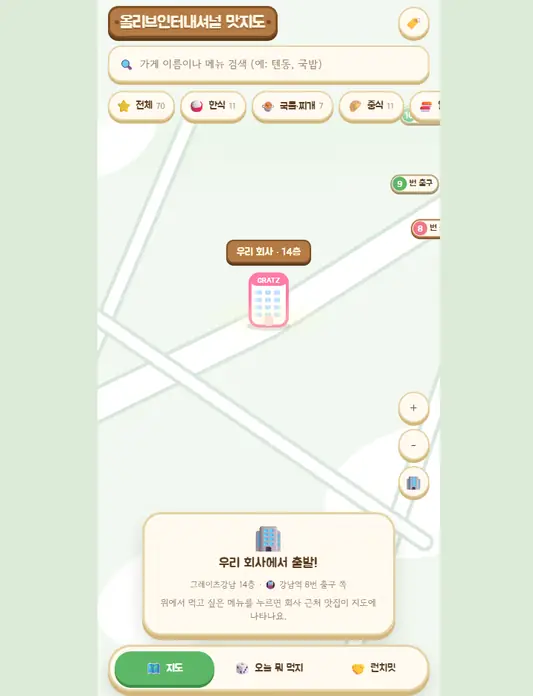 올리브인터내셔널 맛지도
가게 이름이나 메뉴 검색 (예: 텐동, 국밥)
전체 70
한식 11
국물·찌개 7
중식 11
10
9 번 출구
8 번
우리 회사 · 14층
GRATZ
+
-
우리 회사에서 출발!
그레이츠강남 14층 · 강남역 8번 출구 쪽
위에서 먹고 싶은 메뉴를 누르면 회사 근처 맛집이 지도에
나타나요.
지도
오늘 뭐 먹지
런치밋